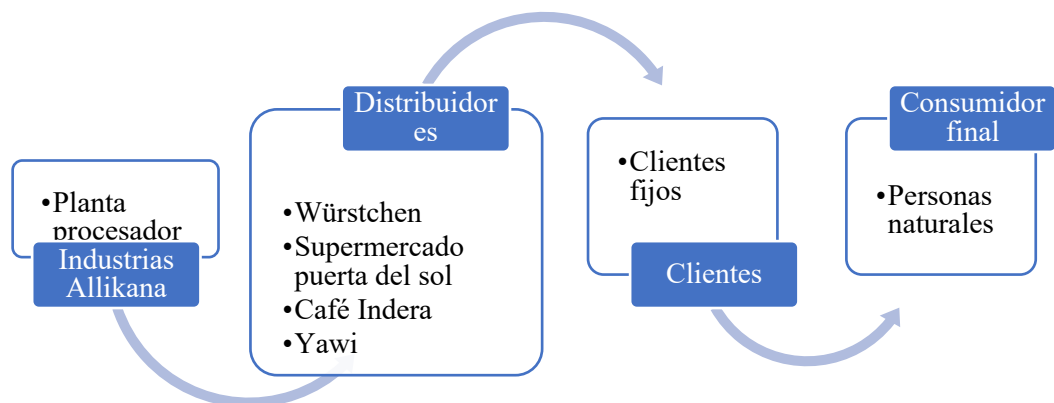 •Planta
procesador
Industrias
Allikana
Distribuidor
es
•Würstchen
•Supermercado
puerta del sol
•Café Indera
•Yawi
•Clientes
fijos
Clientes
Consumidor
final
•Personas
naturales